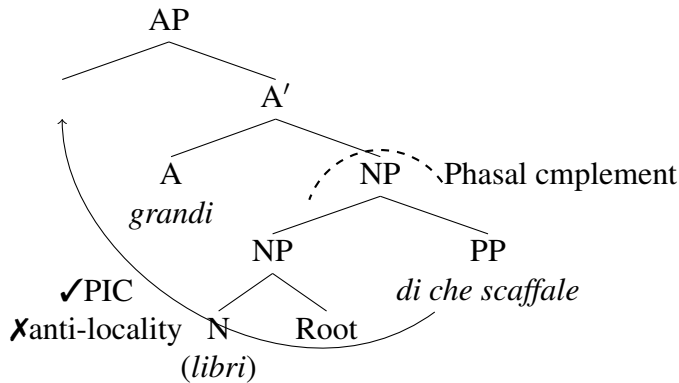 AP
A′
A
NP
Phasal cmplement
grandi
NP
PP
✓PIC
di che scaffale
✗anti-locality
N
Root
(libri)